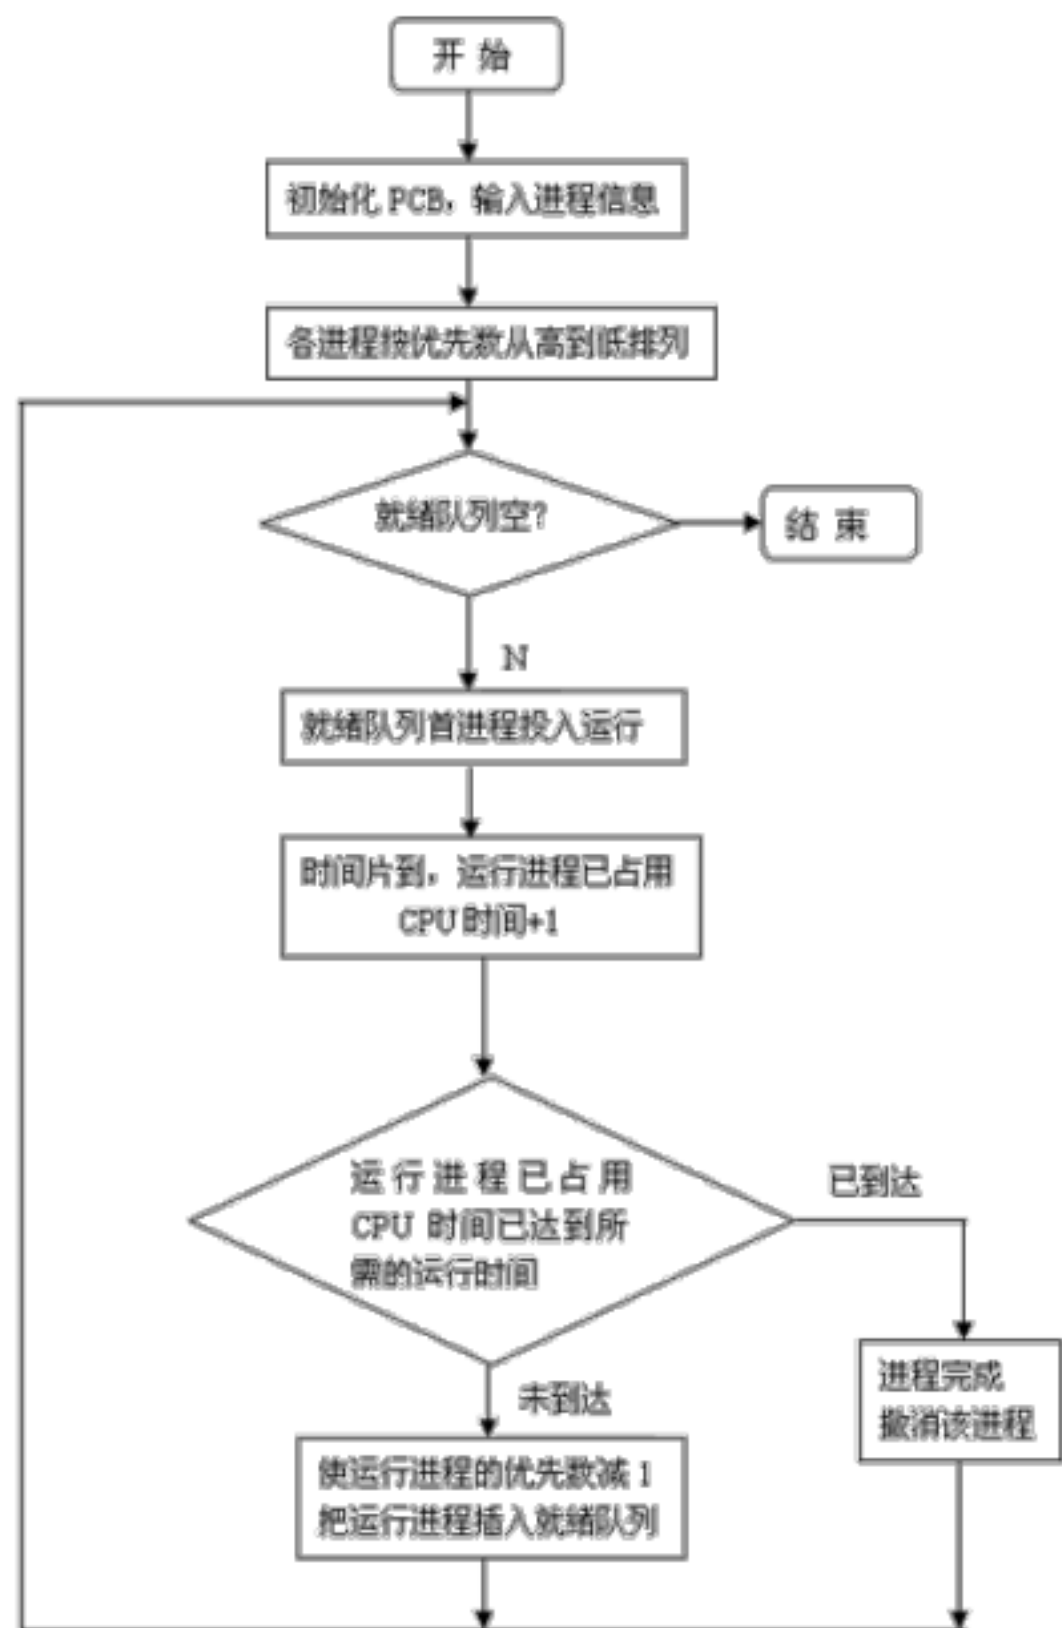 开 始
初始化 PCB，输入进程信息
各进程按优先数从高到低排列
就绪队列空?
结 束
N
就绪队列首进程投入运行
时间片到，运行进程已占用
CPU 时间+1
运 行 进 程 已 占 用
CPU 时间已达到所
需的运行时间
已到达
未到达
进程完成
撤消该进程
使运行进程的优先数减 1
把运行进程插入就绪队列